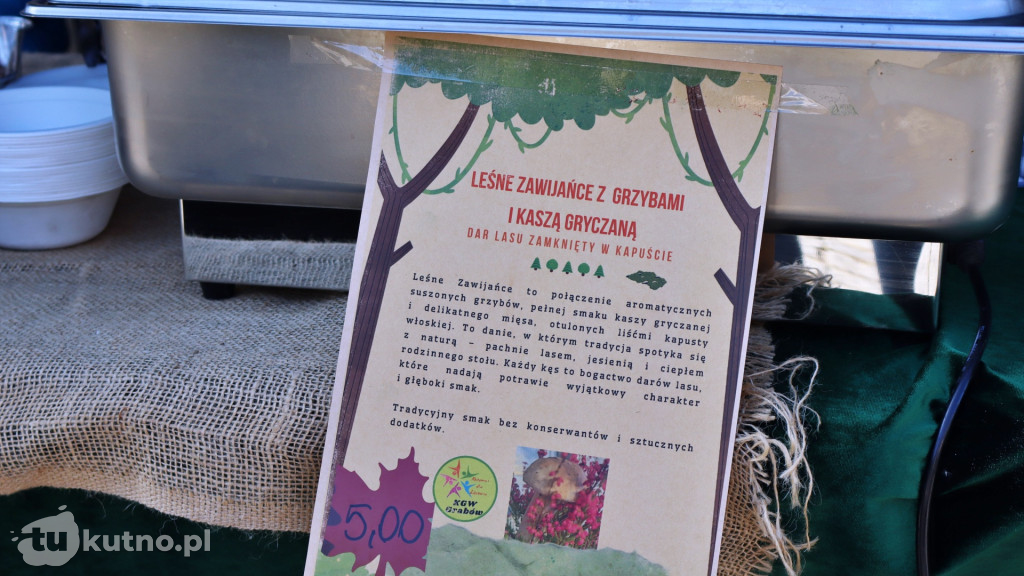 LEŚNE ZAWIJAŃCE Z GRZYBAMI
I KASZĄ GRYCZANĄ
DAR LASU ZAMKNIĘTY W KAPUŚCIE
Leśne Zawijańce to połączenie aromatycznych
suszonych grzybów, pełnej smaku kaszy gryczanej
i delikatnego mięsa, otulonych liśćmi kapusty
włoskiej. To danie, w którym tradycja spotyka się
z naturą – pachnie lasem, jesienią i ciepłem
rodzinnego stołu. Każdy kęs to bogactwo darów lasu,
które nadają potrawie wyjątkowy charakter
i głęboki smak.
Tradycyjny smak bez konserwantów i sztucznych
dodatków.
5,00
KGW
Grabów
tukutno.pl